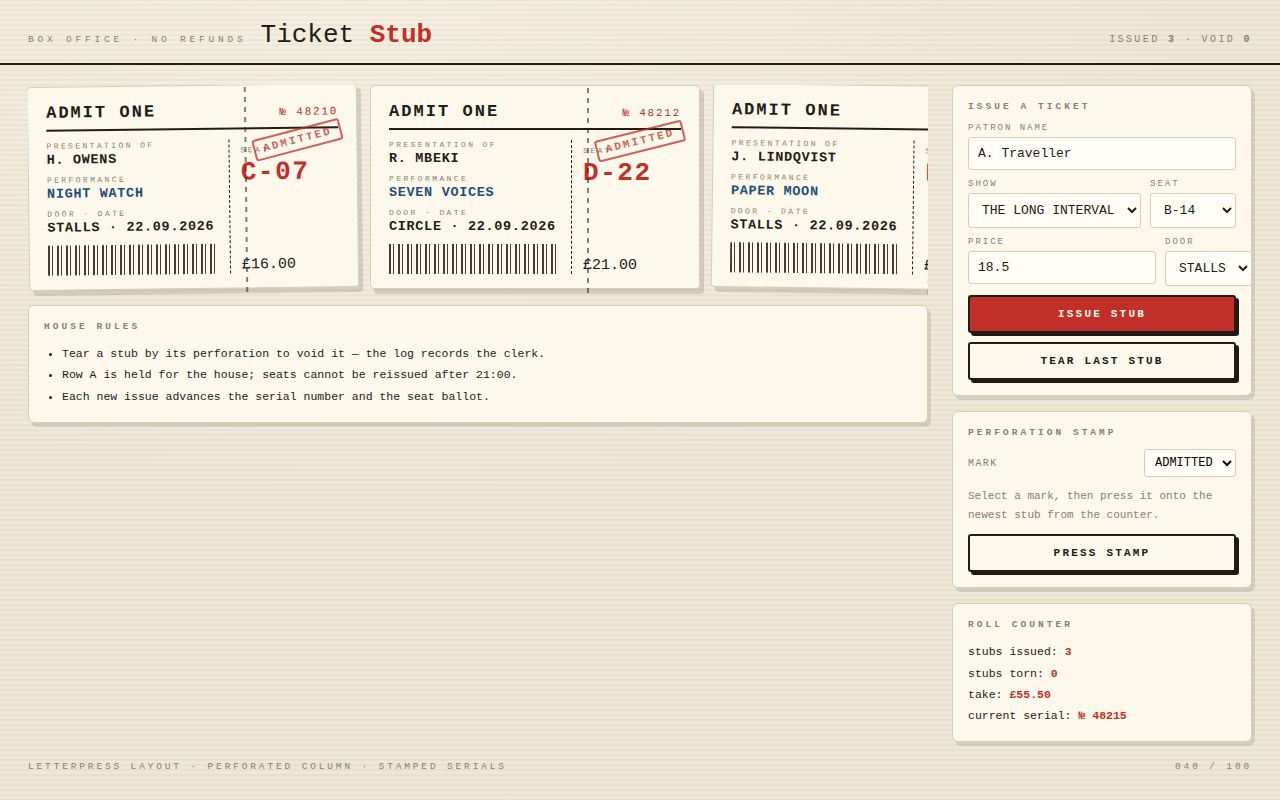 BOX OFFICE · NO REFUNDS Ticket Stub
ISSUED 3 · VOID 0
ADMIT ONE
№ 48210
ADMITTED
PRESENTATION OF
H. OWENS
PERFORMANCE
NIGHT WATCH
DOOR · DATE
STALLS · 22.09.2026
C-07
£16.00
ADMIT ONE
№ 48212
ADMITTED
PRESENTATION OF
R. MBEKI
PERFORMANCE
SEVEN VOICES
DOOR · DATE
CIRCLE · 22.09.2026
D-22
£21.00
ADMIT ONE
PRESENTATION OF
J. LINDQVIST
PERFORMANCE
PAPER MOON
DOOR · DATE
STALLS · 22.09.2026
HOUSE RULES
• Tear a stub by its perforation to void it — the log records the clerk.
• Row A is held for the house; seats cannot be reissued after 21:00.
• Each new issue advances the serial number and the seat ballot.
ISSUE A TICKET
PATRON NAME
A. Traveller
SHOW SEAT
THE LONG INTERVAL B-14
PRICE DOOR
18.5 STALLS
ISSUE STUB
TEAR LAST STUB
PERFORATION STAMP
MARK ADMITTED
Select a mark, then press it onto the
newest stub from the counter.
PRESS STAMP
ROLL COUNTER
stubs issued: 3
stubs torn: 0
take: £55.50
current serial: № 48215
LETTERPRESS LAYOUT · PERFORATED COLUMN · STAMPED SERIALS
040 / 100